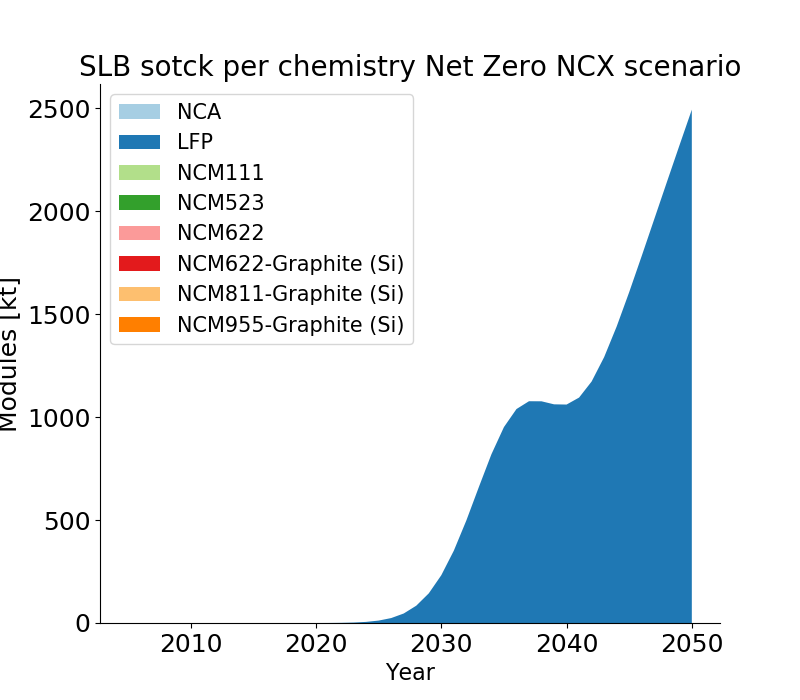 SLB sotck per chemistry Net Zero NCX scenario
Modules [kt]
2500
2000
1500
1000
500
0
NCA
LFP
NCM111
NCM523
NCM622
NCM622-Graphite (Si)
NCM811-Graphite (Si)
NCM955-Graphite (Si)
2010 2020 2030 2040 2050
Year